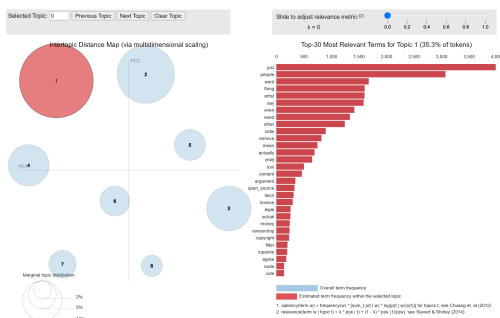 Selected Topic: 0 Previous Topic Next Topic Clear Topic
Slide to adjust relevance metric:(2)
λ = 0
0.0 0.2 0.4 0.6 0.8 1.0
Intertopic Distance Map (via multidimensional scaling)
PC2
PC1
1
2
3
4
5
6
7
8
Marginal topic distribution
2%
5%
Top-30 Most Relevant Terms for Topic 1 (35.3% of tokens)
0 500 1,000 1,500 2,000 2,500 3,000 3,500 4,000
just
people
want
thing
artist
say
even
need
other
nsfw
remove
mean
actually
child
tool
content
argument
open_source
laion
license
legal
actual
money
censorship
copyright
filter
inpainte
agree
nude
cute
Overall term frequency
Estimated term frequency within the selected topic
1. saliency(term w) = frequency(w) * [sum_t p(t | w) * log(p(t | w)/p(t))] for topics t; see Chuang et. al (2012)
2. relevance(term w | topic t) = λ * p(w | t) + (1 - λ) * p(w | t)/p(w); see Sievert & Shirley (2014)